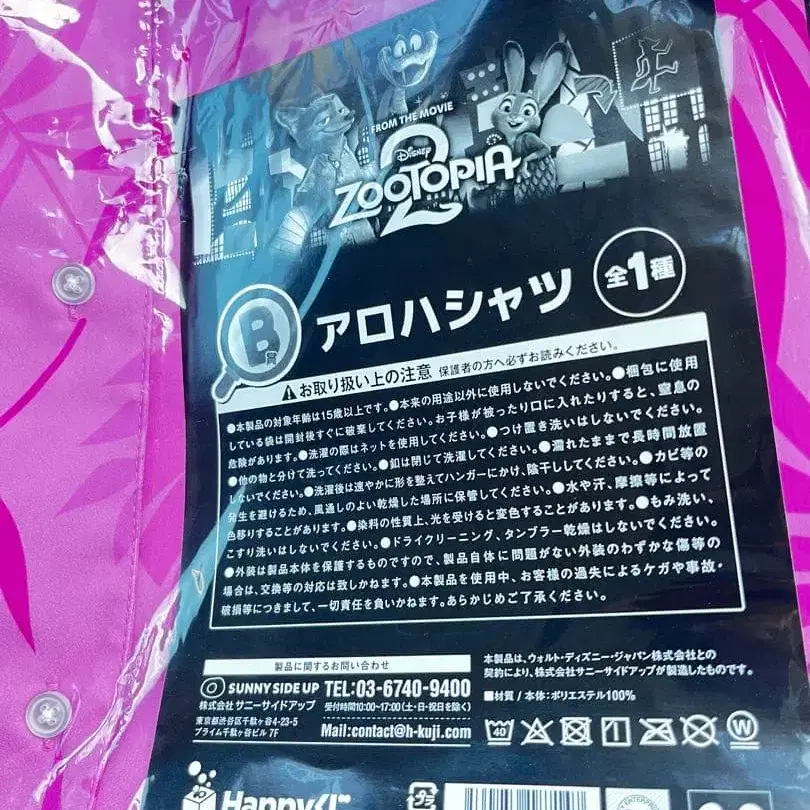 FROM THE MOVIE
Disney
ZOOTOPIA
2
B賞
アロハシャツ
全1種
お取り扱い上の注意 保護者の方へ必ずお読みください。
●本製品の対象年齢は15歳以上です。●本来の用途以外に使用しないでください。●梱包に使用
している袋は開封後すぐに破棄してください。お子様が被ったり口に入れたりすると、窒息の
危険があります。●洗濯の際はネットを使用してください。●つけ置き洗いはしないでください。
●他の物と分けて洗ってください。●釦は閉じて洗濯してください。●濡れたままで長時間放置
しないでください。●洗濯後は速やかに形を整えてハンガーにかけ、陰干ししてください。●カビ等の
発生を避けるため、風通しのよい乾燥した場所に保管してください。●水や汗、摩擦等によって
色移りすることがあります。●染料の性質上、光を受けると変色することがあります。●もみ洗い、
こすり洗いはしないでください。●ドライクリーニング、タンブラー乾燥はしないでください。
●外装は製品本体を保護するものですので、製品自体に問題がない外装のわずかな傷等の
場合は、交換等の対応は致しかねます。●本製品を使用中、お客様の過失によるケガや事故・
破損等につきまして、一切責任を負いかねます。あらかじめご了承ください。
製品に関するお問い合わせ
SUNNY SIDE UP TEL:03-6740-9400
株式会社サニーサイドアップ 受付時間10:00~17:00(土・日・祝日を除く)
東京都渋谷区千駄ヶ谷4-23-5
プライム千駄ヶ谷ビル 7F
Mail:contact@h-kuji.com
本製品は、ウォルト・ディズニー・ジャパン株式会社との
契約により、株式会社サニーサイドアップが製造したものです。
■材質 / 本体:ポリエステル100%
40
W
Happyくじ
プラ